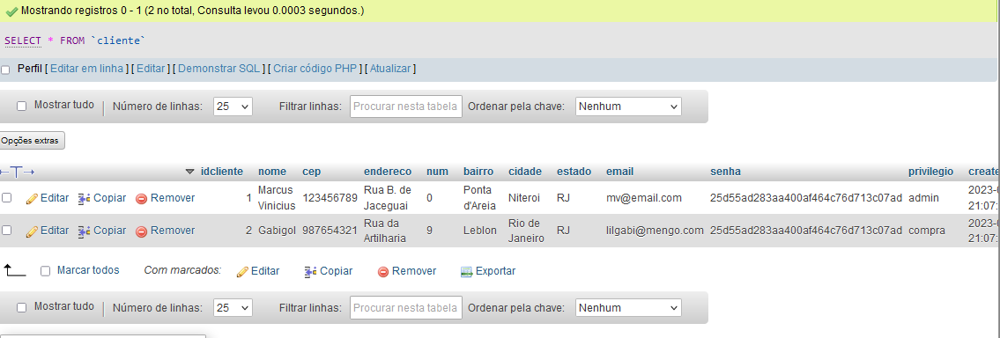 Mostrando registros 0 - 1 (2 no total, Consulta levou 0.0003 segundos.)
SELECT * FROM `cliente`
Perfil [ Editar em linha ] [ Editar ] [ Demonstrar SQL ] [ Criar código PHP ] [ Atualizar ]
Mostrar tudo Número de linhas: 25 Filtrar linhas: Procurar nesta tabela Ordenar pela chave: Nenhum
Opções extras
idcliente nome cep endereco num bairro cidade estado email senha privilegio create
Editar Copiar Remover 1 Marcus Vinicius 123456789 Rua B. de Jaceguai 0 Ponta d'Areia Niteroi RJ mv@email.com 25d55ad283aa400af464c76d713c07ad admin 2023-0 21:07:
Editar Copiar Remover 2 Gabigol 987654321 Rua da Artilharia 9 Leblon Rio de Janeiro RJ lilgabi@mengo.com 25d55ad283aa400af464c76d713c07ad compra 2023-0 21:07:
Marcar todos Com marcados: Editar Copiar Remover Exportar
Mostrar tudo Número de linhas: 25 Filtrar linhas: Procurar nesta tabela Ordenar pela chave: Nenhum